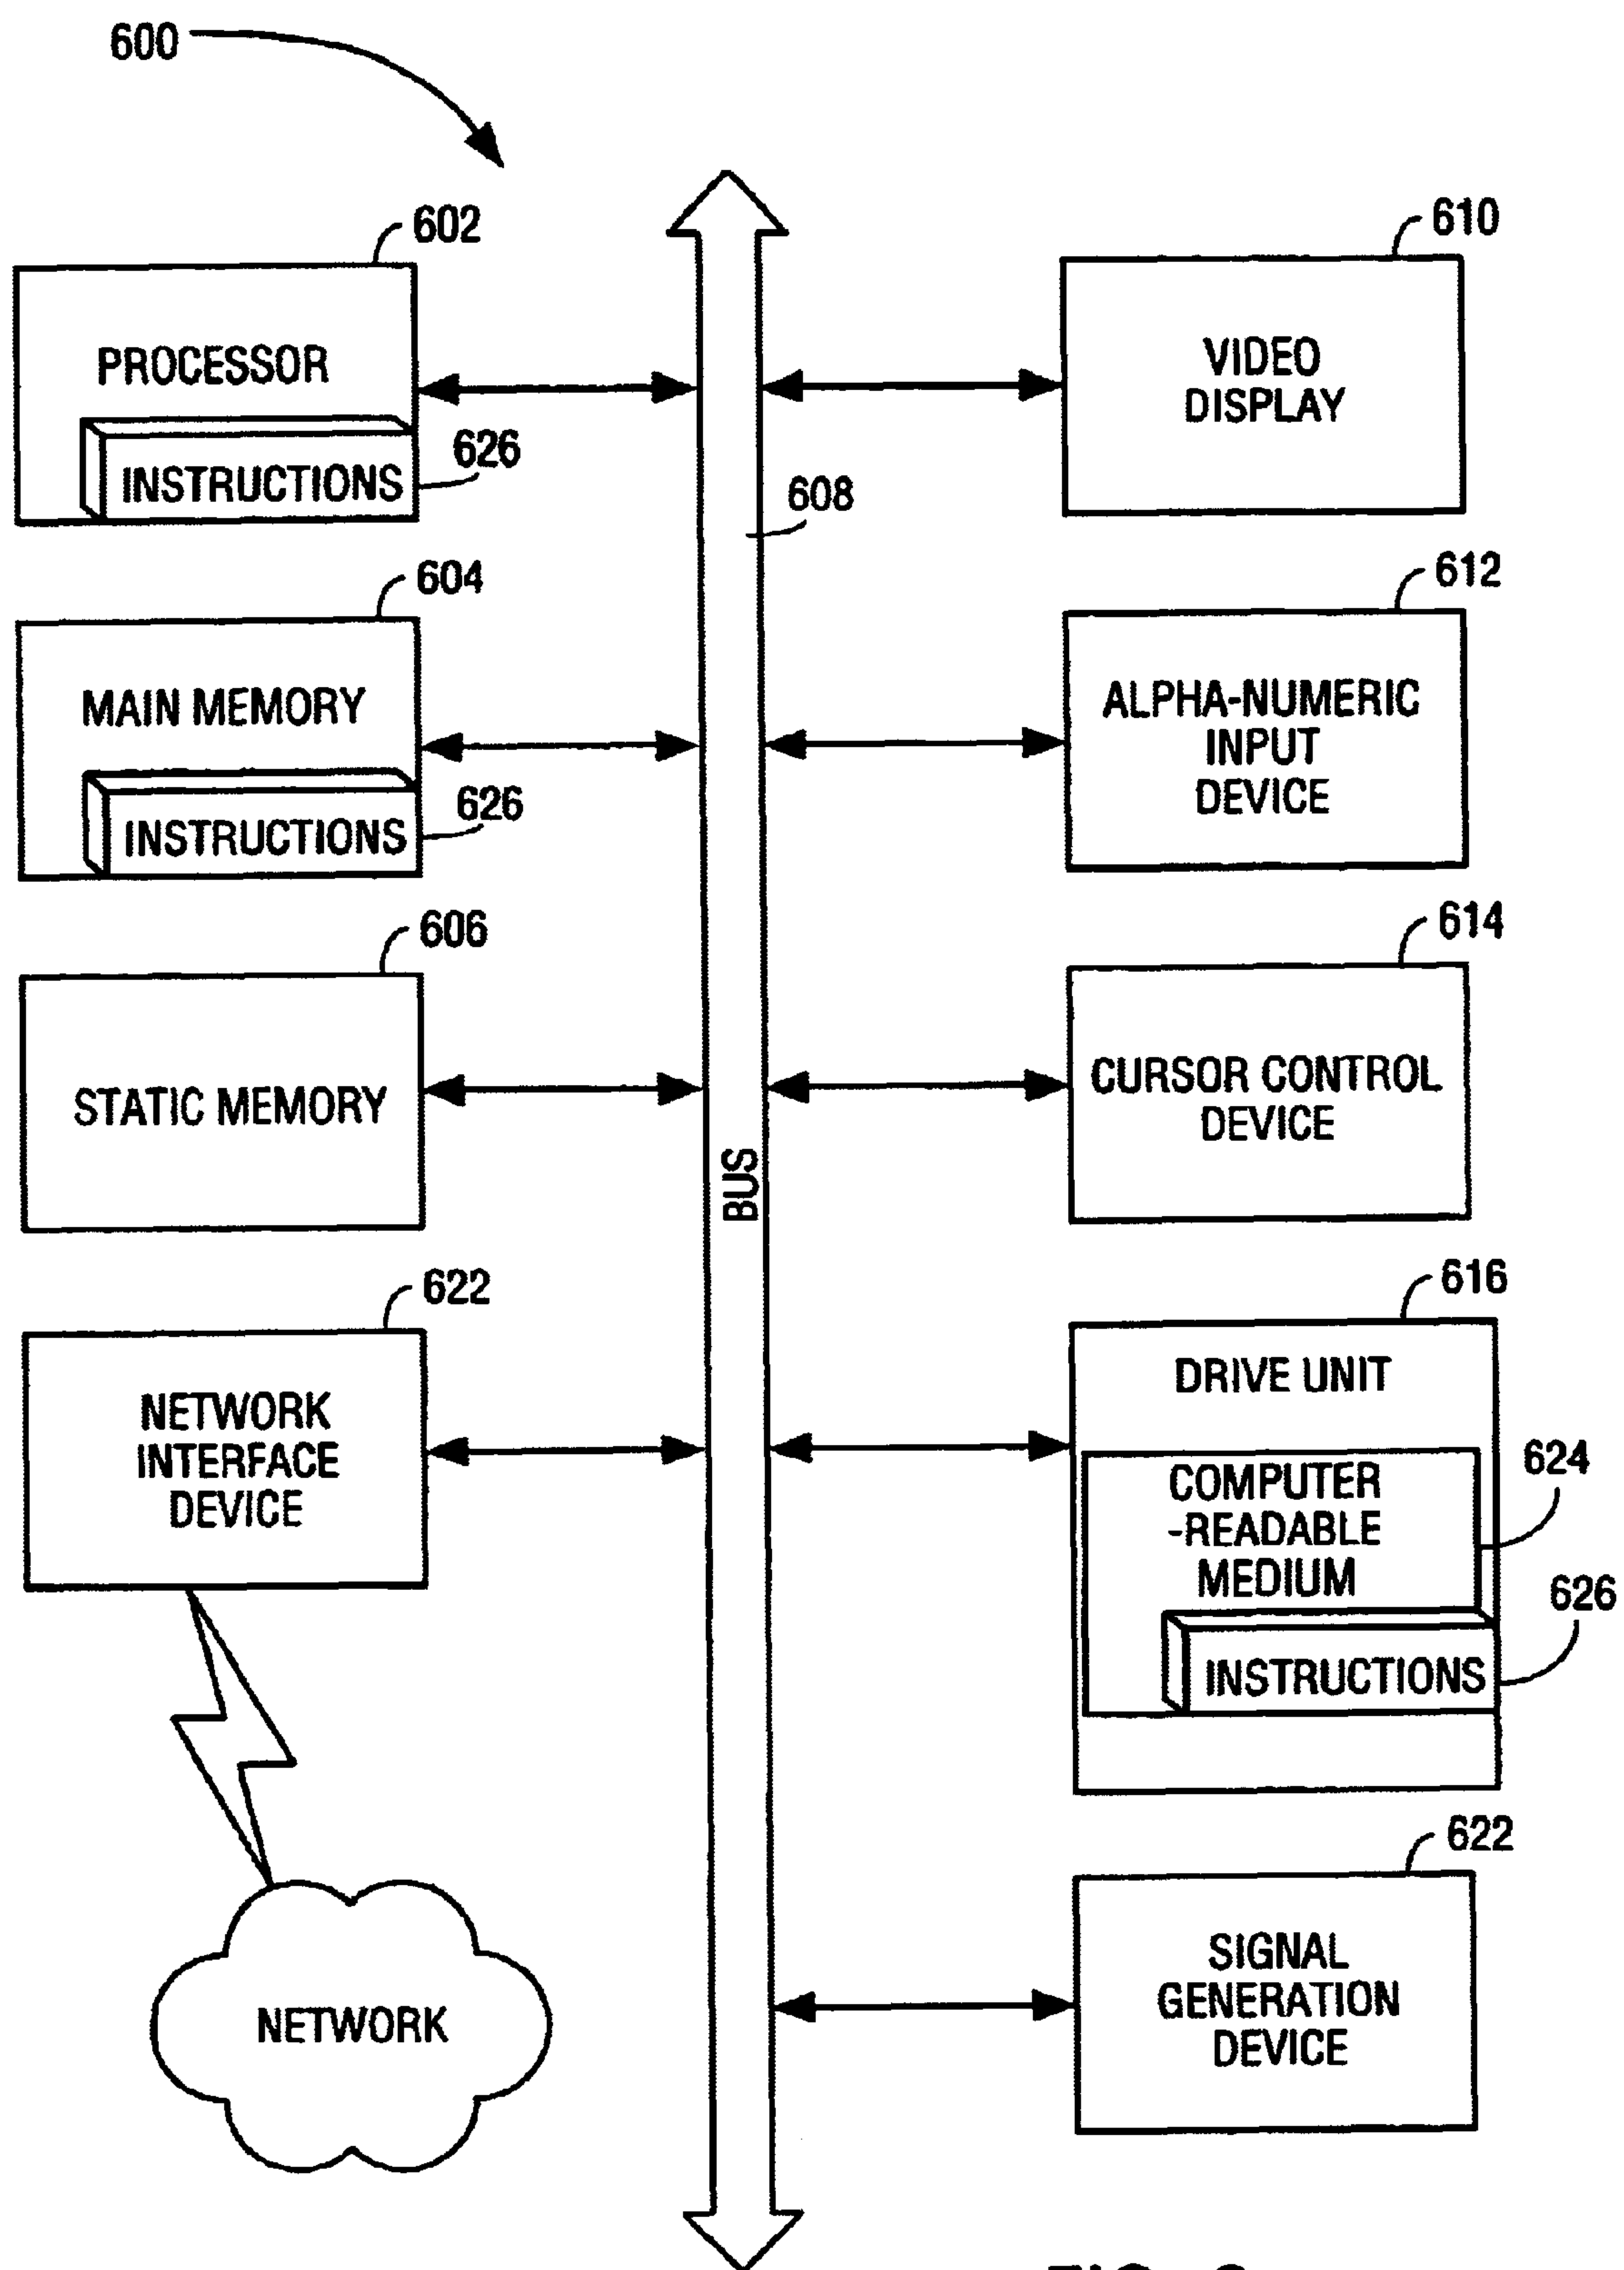 600
602
PROCESSOR
INSTRUCTIONS
626
604
MAIN MEMORY
INSTRUCTIONS
626
606
STATIC MEMORY
622
NETWORK
INTERFACE
DEVICE
NETWORK
608
BUS
610
VIDEO
DISPLAY
612
ALPHA-NUMERIC
INPUT
DEVICE
614
CURSOR CONTROL
DEVICE
616
DRIVE UNIT
COMPUTER
-READABLE
MEDIUM
624
INSTRUCTIONS
626
622
SIGNAL
GENERATION
DEVICE